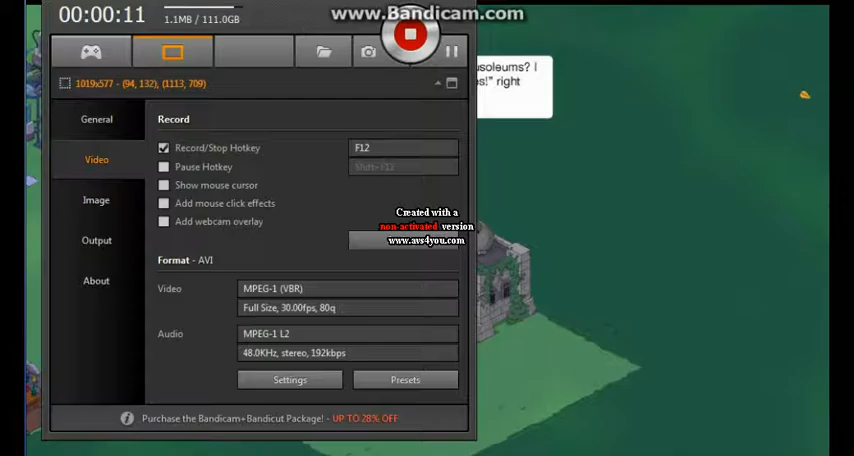 00:00:11
1.1MB / 111.0GB
www.Bandicam.com
1019x577 - (94, 132), (1113, 709)
usoleums? I
os!" right
General
Video
Image
Output
About
Record
Record/Stop Hotkey
F12
Pause Hotkey
Shift+F12
Show mouse cursor
Add mouse click effects
Add webcam overlay
Created with a
non-activated version
www.avs4you.com
Format - AVI
Video
MPEG-1 (VBR)
Full Size, 30.00fps, 80q
Audio
MPEG-1 L2
48.0KHz, stereo, 192kbps
Settings
Presets
Purchase the Bandicam+Bandicut Package! - UP TO 28% OFF